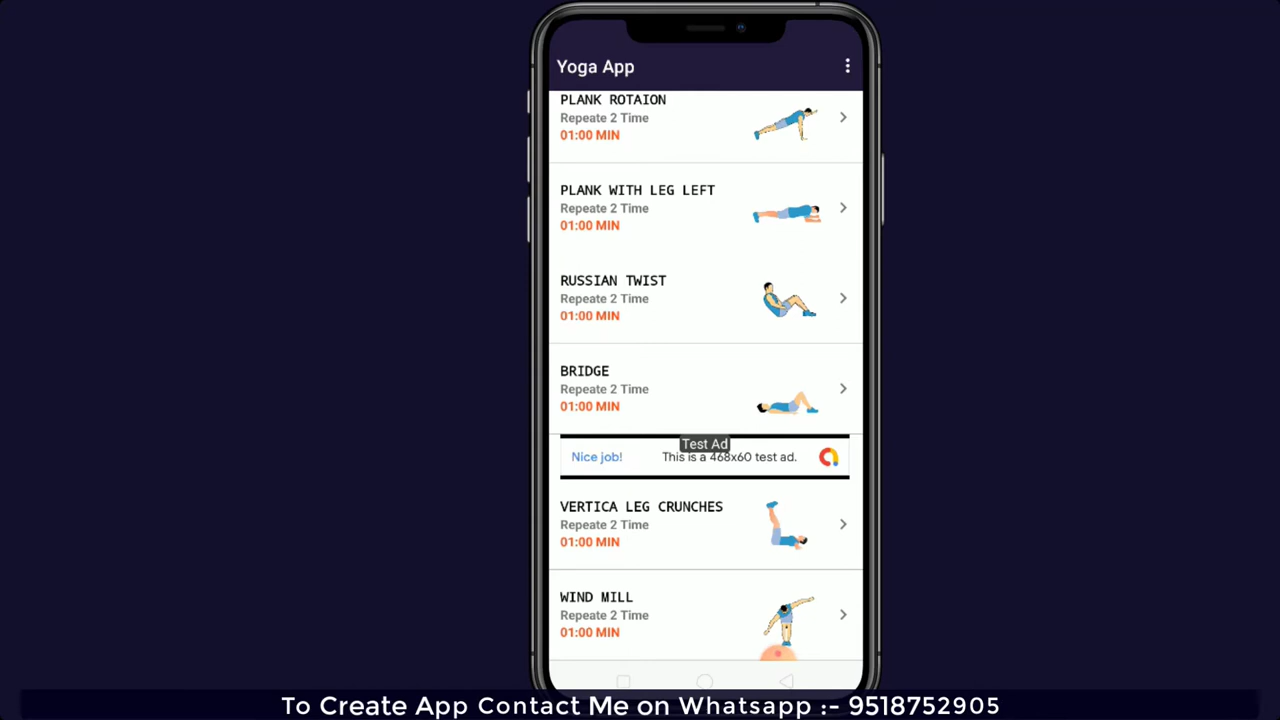 Yoga App
PLANK ROTAION
Repeate 2 Time
01:00 MIN
PLANK WITH LEG LEFT
Repeate 2 Time
01:00 MIN
RUSSIAN TWIST
Repeate 2 Time
01:00 MIN
BRIDGE
Repeate 2 Time
01:00 MIN
Test Ad
Nice job! This is a 468x60 test ad.
VERTICA LEG CRUNCHES
Repeate 2 Time
01:00 MIN
WIND MILL
Repeate 2 Time
01:00 MIN
To Create App Contact Me on Whatsapp :- 9518752905